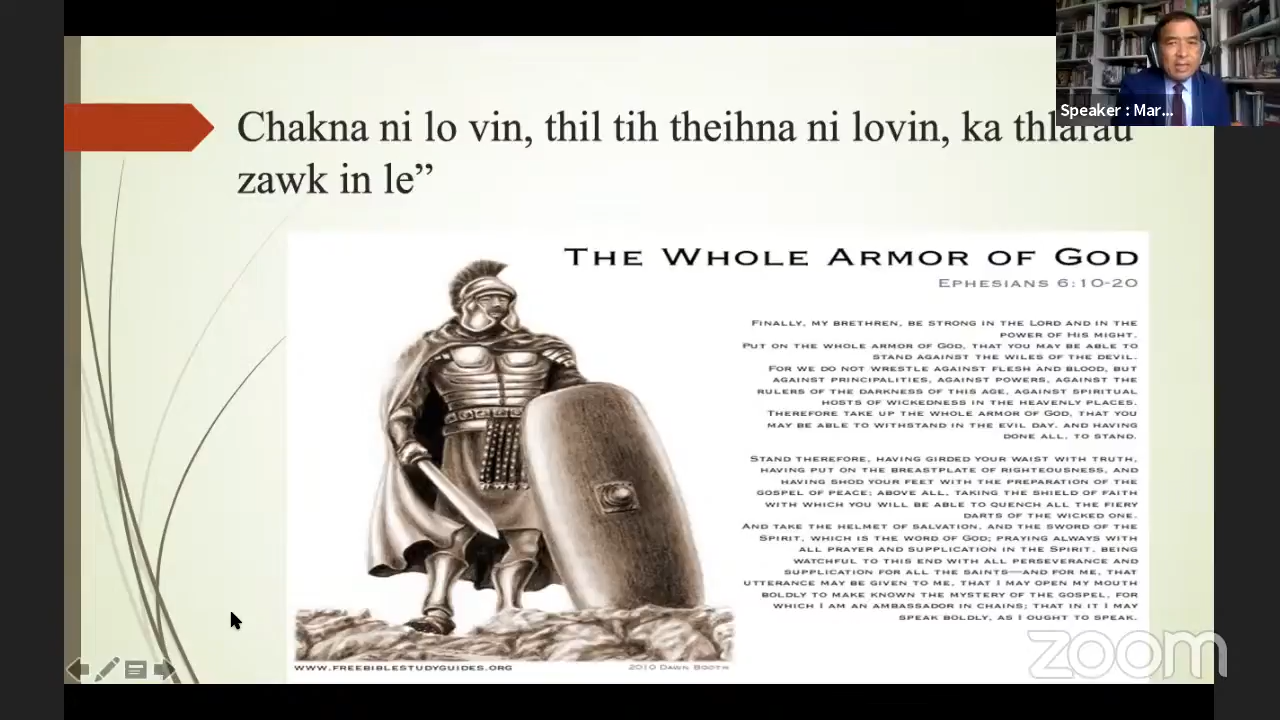 Chakna ni lo vin, thil tih theihna ni lovin, ka thlarau
zawk in le”
Speaker : Mar...
THE WHOLE ARMOR OF GOD
EPHESIANS 6:10-20
FINALLY, MY BRETHREN, BE STRONG IN THE LORD AND IN THE
POWER OF HIS MIGHT.
PUT ON THE WHOLE ARMOR OF GOD, THAT YOU MAY BE ABLE TO
STAND AGAINST THE WILES OF THE DEVIL.
FOR WE DO NOT WRESTLE AGAINST FLESH AND BLOOD, BUT
AGAINST PRINCIPALITIES, AGAINST POWERS, AGAINST THE
RULERS OF THE DARKNESS OF THIS AGE, AGAINST SPIRITUAL
HOSTS OF WICKEDNESS IN THE HEAVENLY PLACES.
THEREFORE TAKE UP THE WHOLE ARMOR OF GOD, THAT YOU
MAY BE ABLE TO WITHSTAND IN THE EVIL DAY, AND HAVING
DONE ALL, TO STAND.
STAND THEREFORE, HAVING GIRDED YOUR WAIST WITH TRUTH,
HAVING PUT ON THE BREASTPLATE OF RIGHTEOUSNESS, AND
HAVING SHOD YOUR FEET WITH THE PREPARATION OF THE
GOSPEL OF PEACE; ABOVE ALL, TAKING THE SHIELD OF FAITH
WITH WHICH YOU WILL BE ABLE TO QUENCH ALL THE FIERY
DARTS OF THE WICKED ONE.
AND TAKE THE HELMET OF SALVATION, AND THE SWORD OF THE
SPIRIT, WHICH IS THE WORD OF GOD; PRAYING ALWAYS WITH
ALL PRAYER AND SUPPLICATION IN THE SPIRIT, BEING
WATCHFUL TO THIS END WITH ALL PERSEVERANCE AND
SUPPLICATION FOR ALL THE SAINTS—AND FOR ME, THAT
UTTERANCE MAY BE GIVEN TO ME, THAT I MAY OPEN MY MOUTH
BOLDLY TO MAKE KNOWN THE MYSTERY OF THE GOSPEL, FOR
WHICH I AM AN AMBASSADOR IN CHAINS; THAT IN IT I MAY
SPEAK BOLDLY, AS I OUGHT TO SPEAK.
WWW.FREEBIBLESTUDYGUIDES.ORG
2010 DAWN BOOTH
zoom